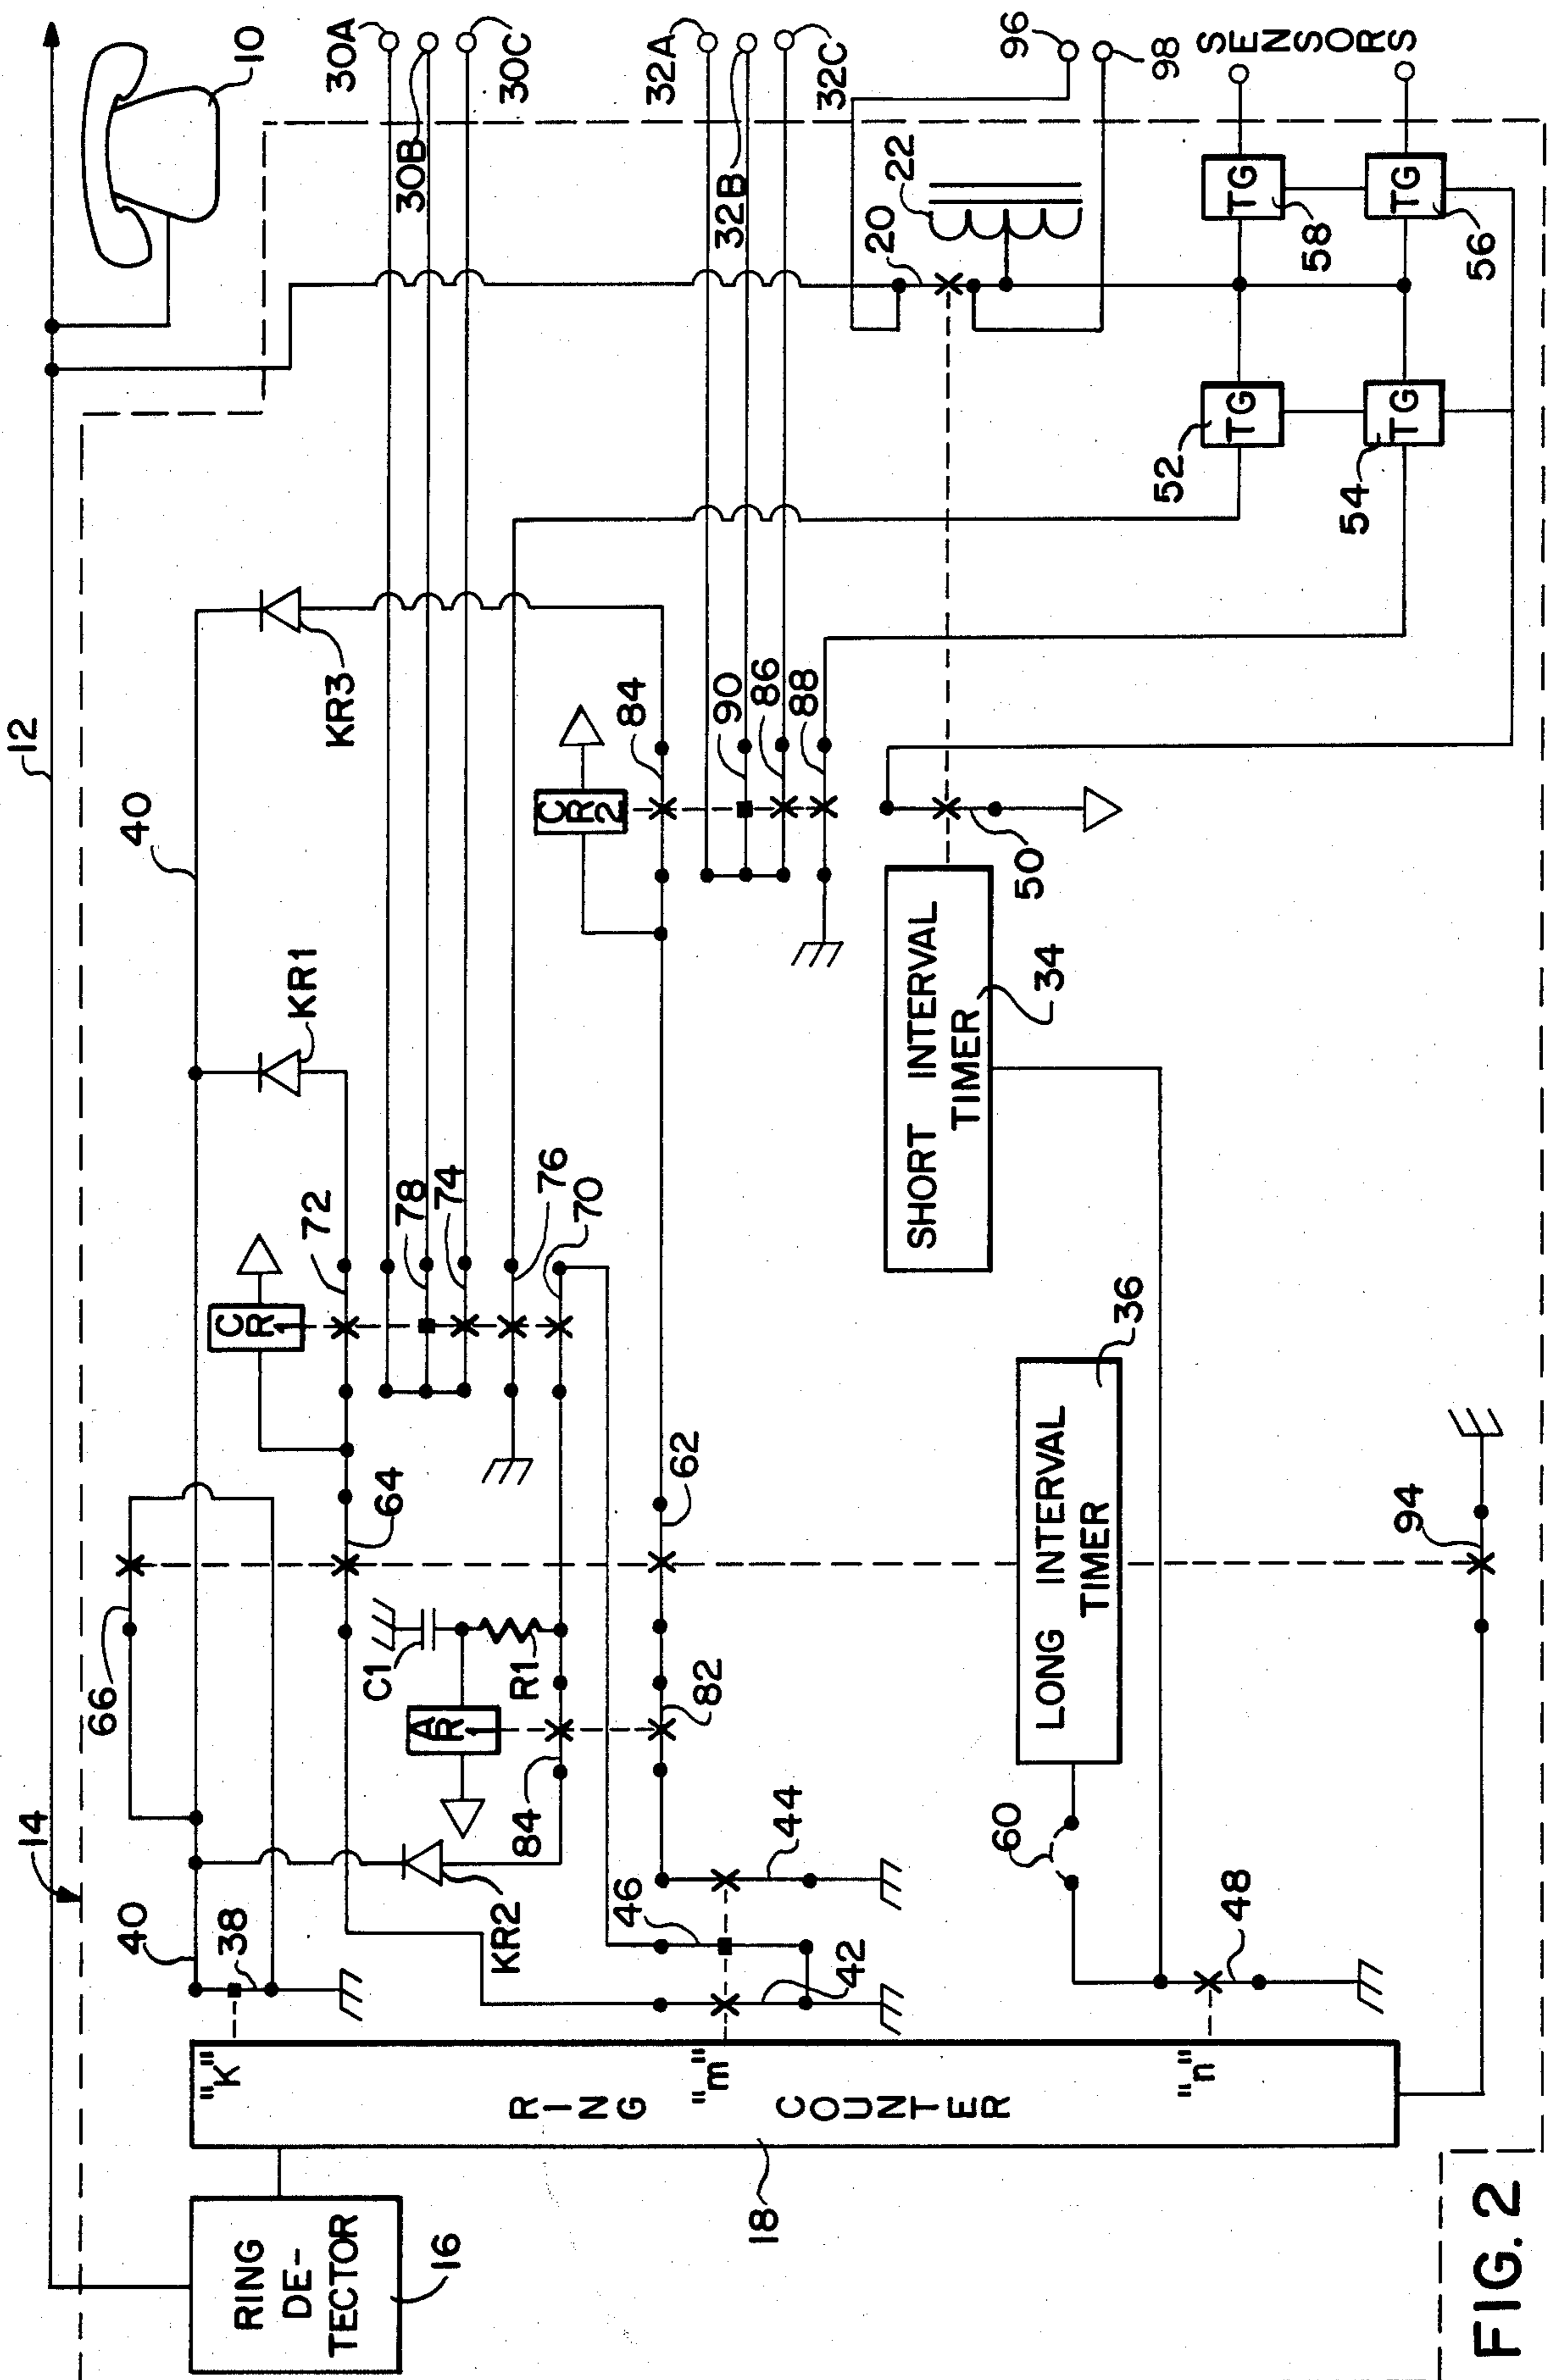 12
10
14
30A
30B
30C
32A
32B
32C
96
98
SENSORS
40
KR3
KR1
66
40
38
CR1
72
78
74
76
70
64
CR2
84
90
86
88
20
22
C1
R1
AR1
84
82
62
KR2
46
44
42
50
SHORT INTERVAL TIMER
34
LONG INTERVAL TIMER
36
60
48
94
TG
52
TG
54
TG
58
TG
56
RING DE-
TECTOR
16
"K"
"m"
"n"
RING COUNTER
18
FIG. 2